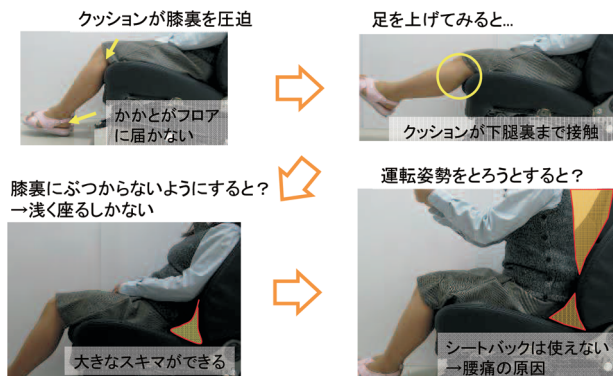 クッションが膝裏を圧迫
かかとがフロア
に届かない
足を上げてみると…
クッションが下腿裏まで接触
膝裏にぶつからないようにすると？
→浅く座るしかない
大きなスキマができる
運転姿勢をとろうとすると？
シートバックは使えない
→腰痛の原因